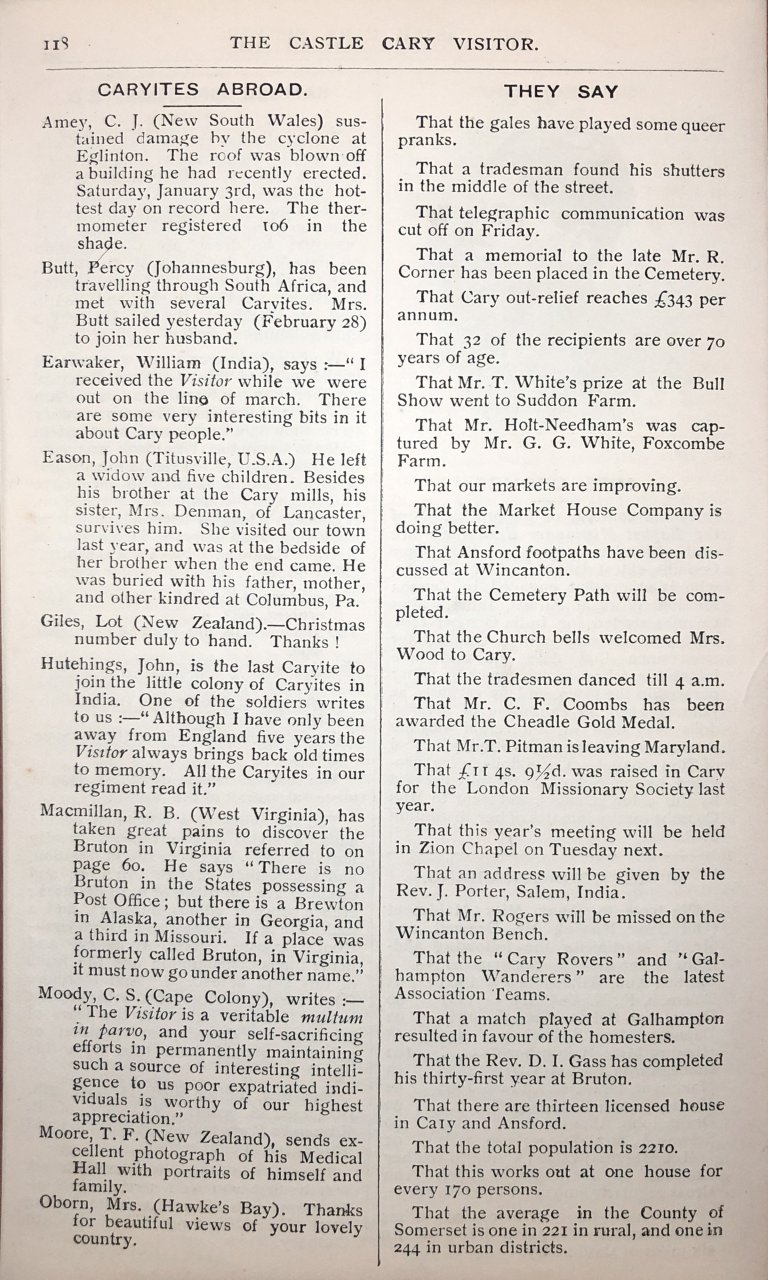 118
THE CASTLE CARY VISITOR.
CARYITES ABROAD.
Amey, C. J. (New South Wales) sus-
tained damage by the cyclone at
Eglinton. The roof was blown off
a building he had recently erected.
Saturday, January 3rd, was the hot-
test day on record here. The ther-
mometer registered 106 in the
shade.
Butt, Percy (Johannesburg), has been
travelling through South Africa, and
met with several Caryites. Mrs.
Butt sailed yesterday (February 28)
to join her husband.
Earwaker, William (India), says :—“ I
received the Visitor while we were
out on the line of march. There
are some very interesting bits in it
about Cary people.”
Eason, John (Titusville, U.S.A.) He left
a widow and five children. Besides
his brother at the Cary mills, his
sister, Mrs. Denman, of Lancaster,
survives him. She visited our town
last year, and was at the bedside of
her brother when the end came. He
was buried with his father, mother,
and other kindred at Columbus, Pa.
Giles, Lot (New Zealand).—Christmas
number duly to hand. Thanks !
Hutehings, John, is the last Caryite to
join the little colony of Caryites in
India. One of the soldiers writes
to us :—“ Although I have only been
away from England five years the
Visitor always brings back old times
to memory. All the Caryites in our
regiment read it.”
Macmillan, R. B. (West Virginia), has
taken great pains to discover the
Bruton in Virginia referred to on
page 60. He says “ There is no
Bruton in the States possessing a
Post Office ; but there is a Brewton
in Alaska, another in Georgia, and
a third in Missouri. If a place was
formerly called Bruton, in Virginia,
it must now go under another name.”
Moody, C. S. (Cape Colony), writes :—
“ The Visitor is a veritable multum
in parvo, and your self-sacrificing
efforts in permanently maintaining
such a source of interesting intelli-
gence to us poor expatriated indi-
viduals is worthy of our highest
appreciation.”
Moore, T. F. (New Zealand), sends ex-
cellent photograph of his Medical
Hall with portraits of himself and
family.
Oborn, Mrs. (Hawke’s Bay). Thanks
for beautiful views of your lovely
country.
THEY SAY
That the gales have played some queer
pranks.
That a tradesman found his shutters
in the middle of the street.
That telegraphic communication was
cut off on Friday.
That a memorial to the late Mr. R.
Corner has been placed in the Cemetery.
That Cary out-relief reaches £343 per
annum.
That 32 of the recipients are over 70
years of age.
That Mr. T. White’s prize at the Bull
Show went to Suddon Farm.
That Mr. Holt-Needham’s was cap-
tured by Mr. G. G. White, Foxcombe
Farm.
That our markets are improving.
That the Market House Company is
doing better.
That Ansford footpaths have been dis-
cussed at Wincanton.
That the Cemetery Path will be com-
pleted.
That the Church bells welcomed Mrs.
Wood to Cary.
That the tradesmen danced till 4 a.m.
That Mr. C. F. Coombs has been
awarded the Cheadle Gold Medal.
That Mr.T. Pitman is leaving Maryland.
That £11 4s. 9½d. was raised in Cary
for the London Missionary Society last
year.
That this year’s meeting will be held
in Zion Chapel on Tuesday next.
That an address will be given by the
Rev. J. Porter, Salem, India.
That Mr. Rogers will be missed on the
Wincanton Bench.
That the “ Cary Rovers ” and “ Gal-
hampton Wanderers ” are the latest
Association Teams.
That a match played at Galhampton
resulted in favour of the homesters.
That the Rev. D. I. Gass has completed
his thirty-first year at Bruton.
That there are thirteen licensed house
in Cary and Ansford.
That the total population is 2210.
That this works out at one house for
every 170 persons.
That the average in the County of
Somerset is one in 221 in rural, and one in
244 in urban districts.